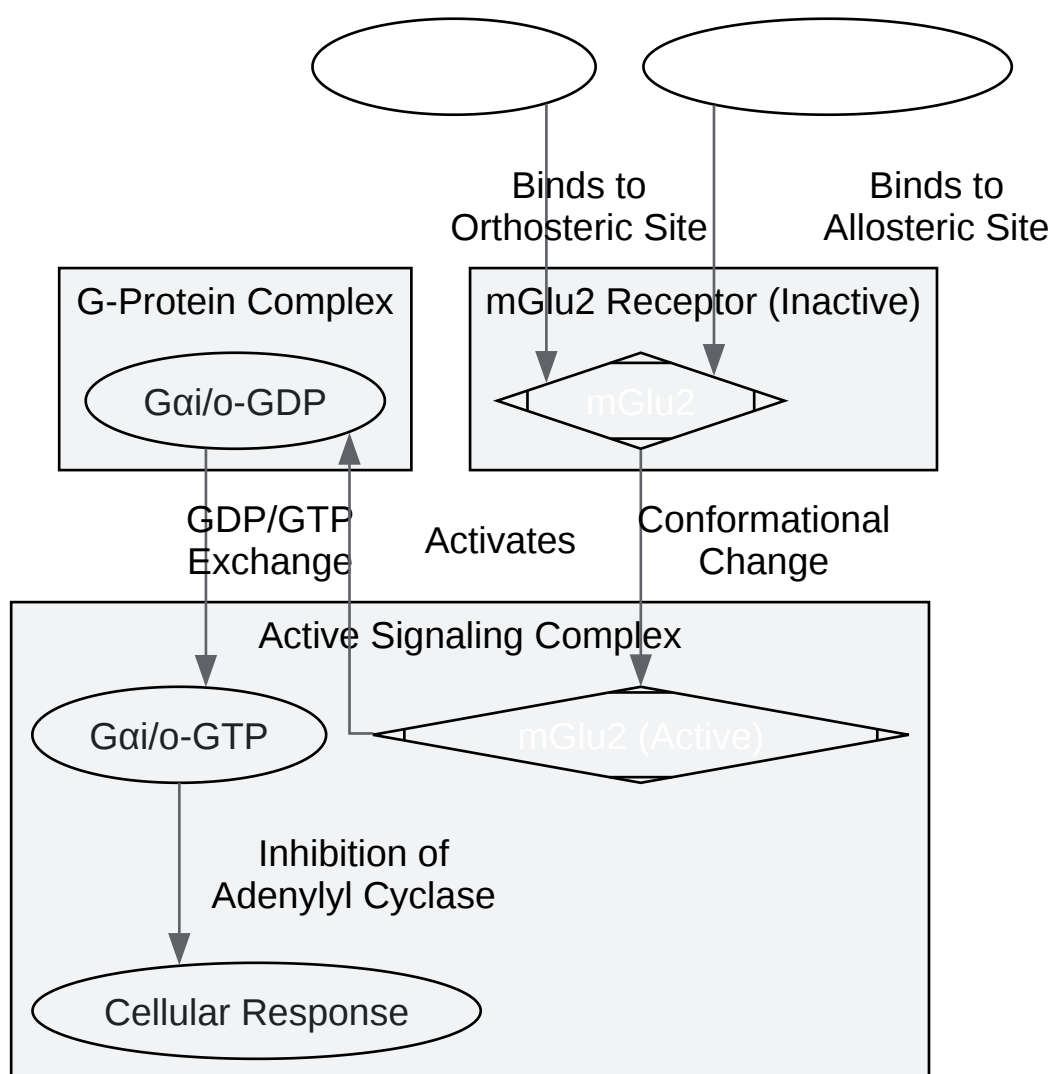 Binds to
Orthosteric Site
Binds to
Allosteric Site
G-Protein Complex
mGlu2 Receptor (Inactive)
Gαi/o-GDP
mGlu2
GDP/GTP
Exchange
Activates
Conformational
Change
Active Signaling Complex
Gαi/o-GTP
mGlu2 (Active)
Inhibition of
Adenylyl Cyclase
Cellular Response